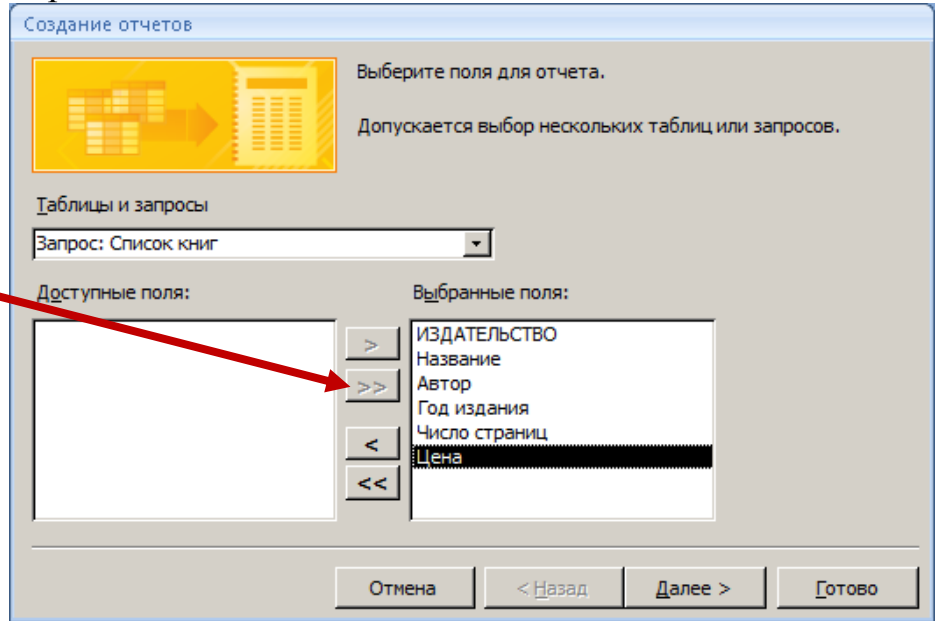 Создание отчетов
Выберите поля для отчета.
Допускается выбор нескольких таблиц или запросов.
Таблицы и запросы
Запрос: Список книг
Доступные поля:
Выбранные поля:
ИЗДАТЕЛЬСТВО
Название
Автор
Год издания
Число страниц
Цена
>
>>
<
<<
Отмена
< Назад
Далее >
Готово